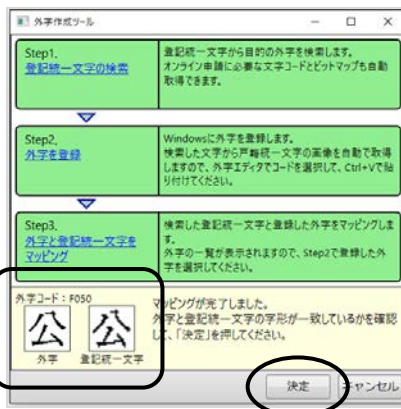 外字作成ツール
Step1.
登記統一文字の検索
登記統一文字から目的の外字を検索します。
オンライン申請に必要な文字コードとビットマップも自動
取得できます。
Step2.
外字を登録
Windowsに外字を登録します。
検索した文字から戸籍統一文字の画像を自動で取得
しますので、外字エディタでコードを選択して、Ctrl+Vで貼
り付けてください。
Step3.
外字と登記統一文字を
マッピング
検索した登記統一文字と登録した外字をマッピングしま
す。
外字の一覧が表示されますので、Step2で登録した外
字を選択してください。
外字コード：F050
公 公
外字 登記統一文字
マッピングが完了しました。
外字と登記統一文字の字形が一致しているかを確認
して、「決定」を押してください。
決定 キャンセル